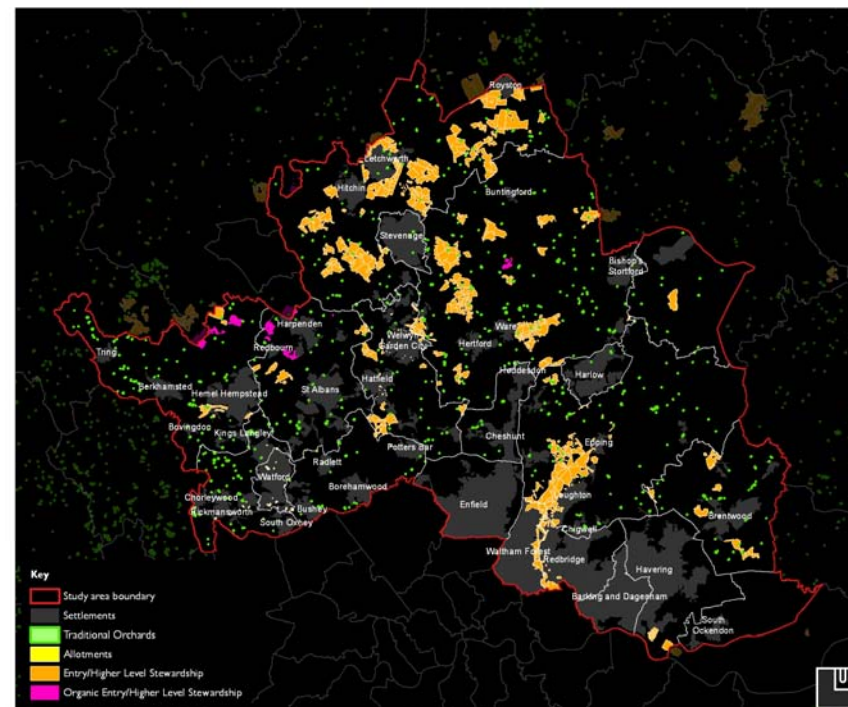 Royston
Letchworth
Hitchin
Buntingford
Stevenage
Bishop's
Stortford
Harpenden
Welwyn
Garden City
Ware
Redbourn
Hertford
Tring
Hoddesdon
Harlow
Berkhamsted
Hemel Hempstead
St Albans
Hatfield
Bovingdon
Kings Langley
Cheshunt
Epping
Potters Bar
Radlett
Watford
Loughton
Chorleywood
Borehamwood
Enfield
Brentwood
Rickmansworth
Bushey
South Oxhey
Chigwell
Waltham Forest
Redbridge
Havering
Barking and Dagenham
South
Ockendon
Key
Study area boundary
Settlements
Traditional Orchards
Allotments
Entry/Higher Level Stewardship
Organic Entry/Higher Level Stewardship
U